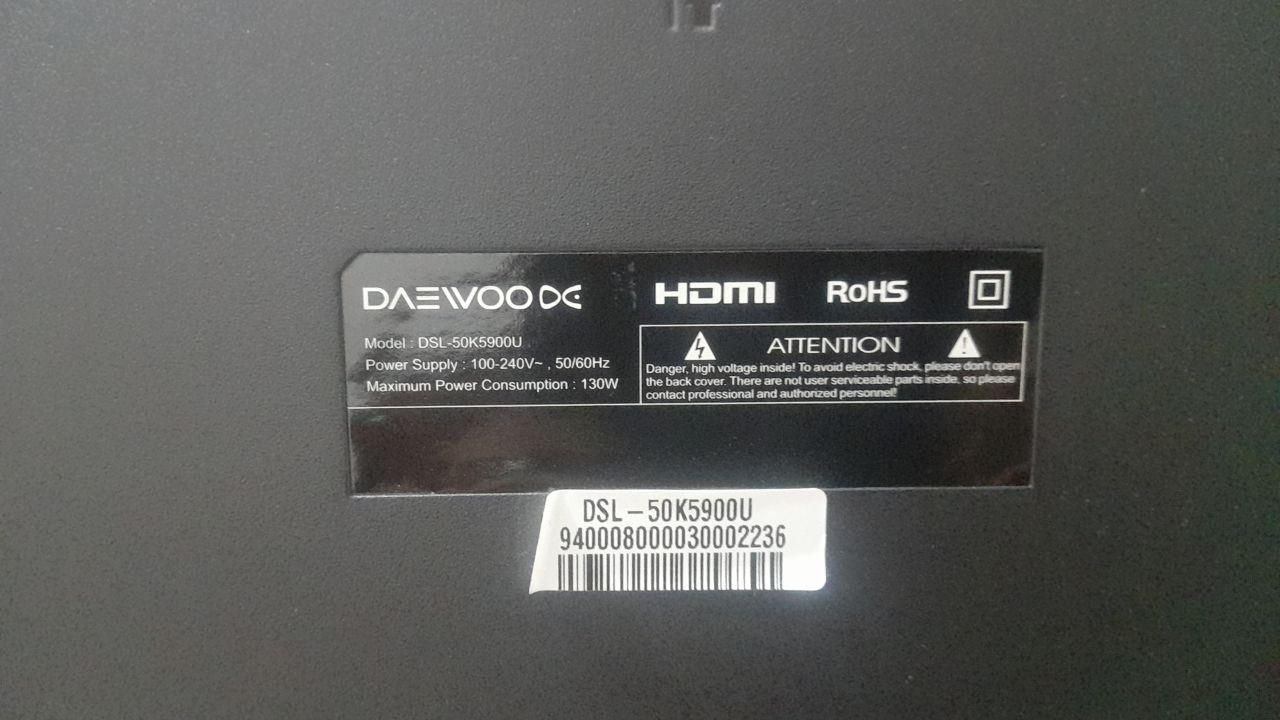 DAEWOO
HDMI RoHS
Model : DSL-50K5900U
Power Supply : 100-240V~ , 50/60Hz
Maximum Power Consumption : 130W
ATTENTION
Danger, high voltage inside! To avoid electric shock, please don't open
the back cover. There are not user serviceable parts inside, so please
contact professional and authorized personnel!
DSL-50K5900U
940008000030002236